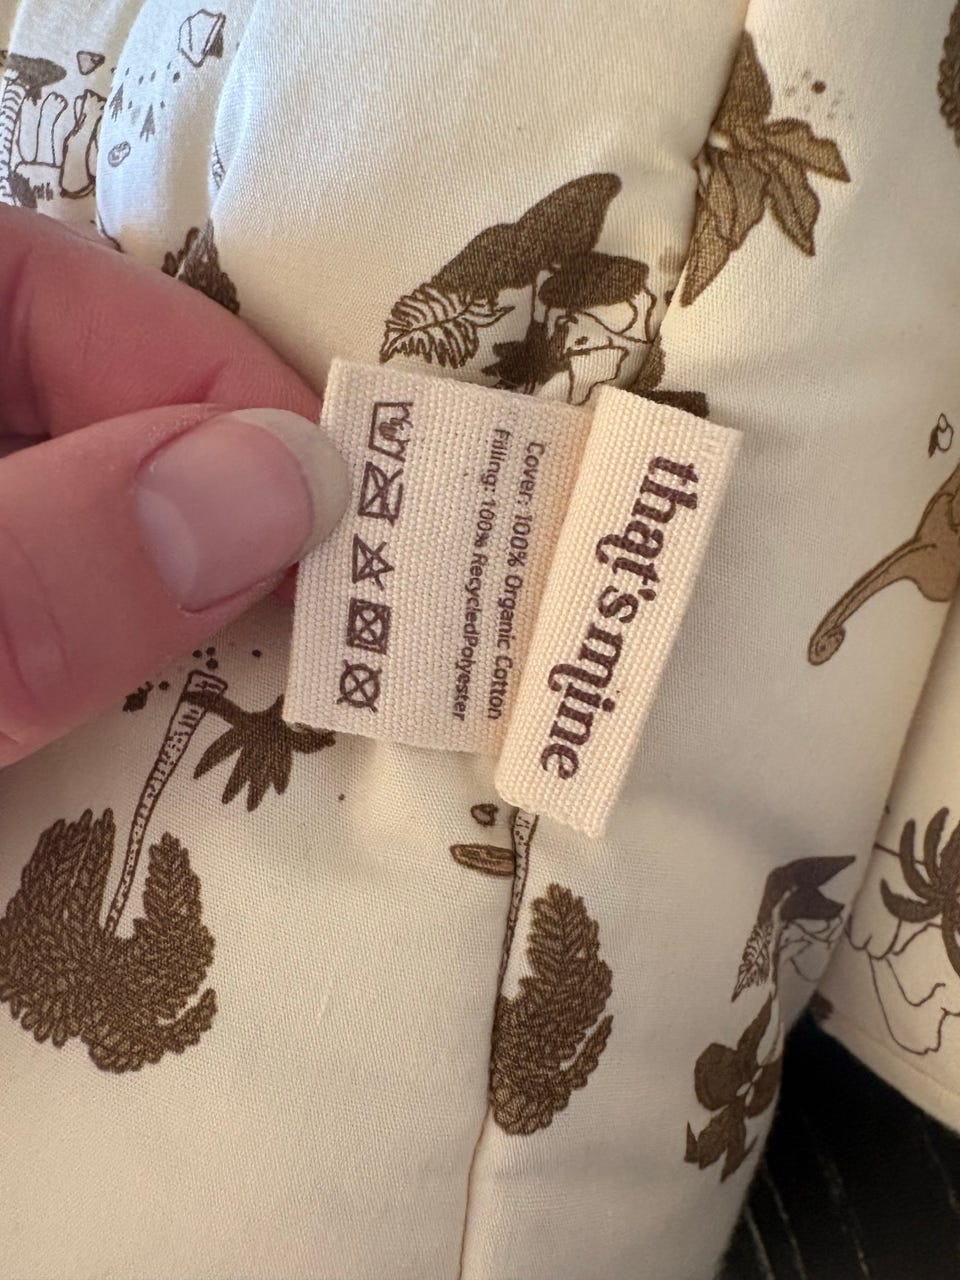 that's mine
Cover: 100% Organic Cotton
Filling: 100% RecycledPolyester